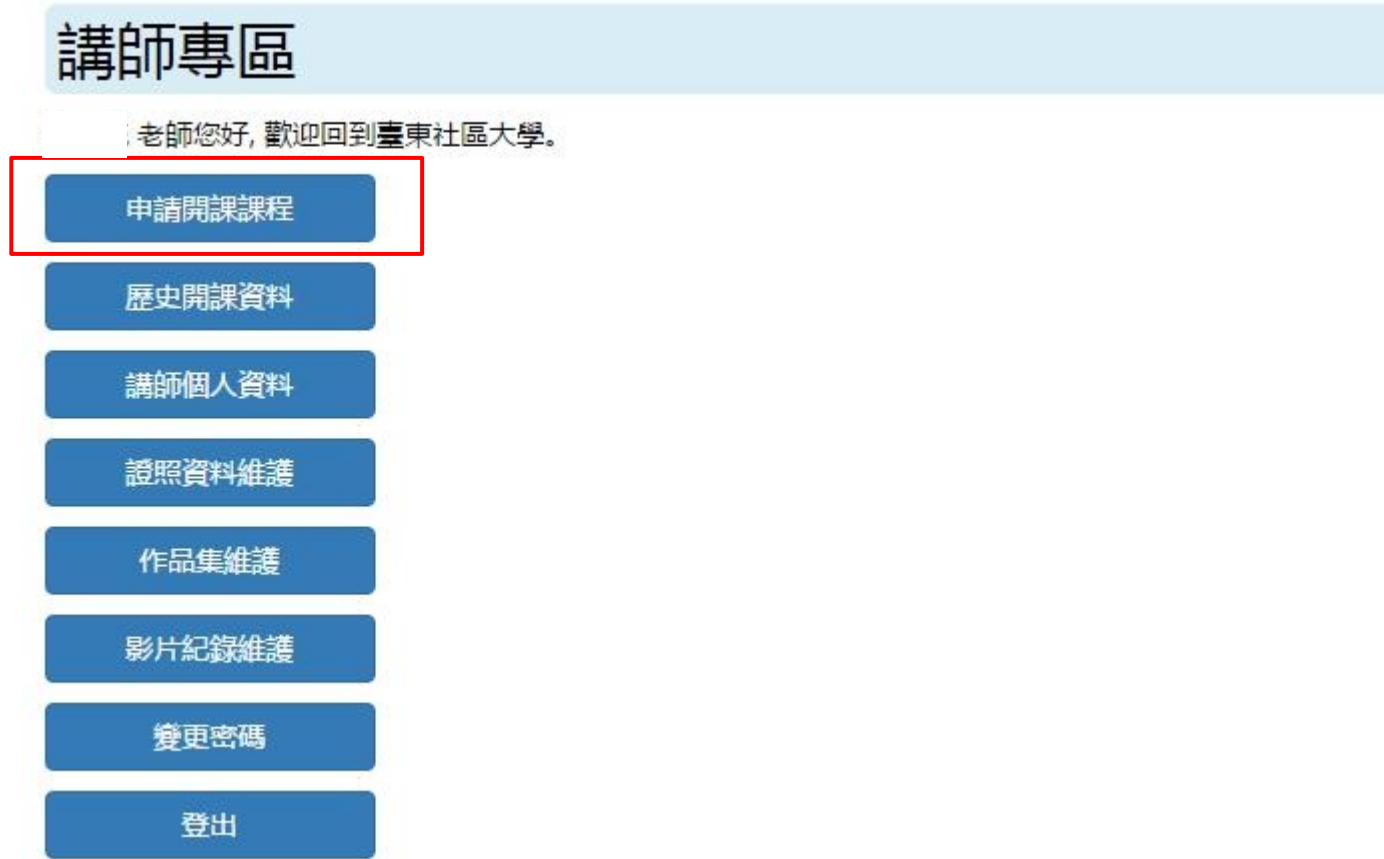 講師專區
老師您好, 歡迎回到臺東社區大學。
申請開課課程
歷史開課資料
講師個人資料
證照資料維護
作品集維護
影片紀錄維護
變更密碼
登出